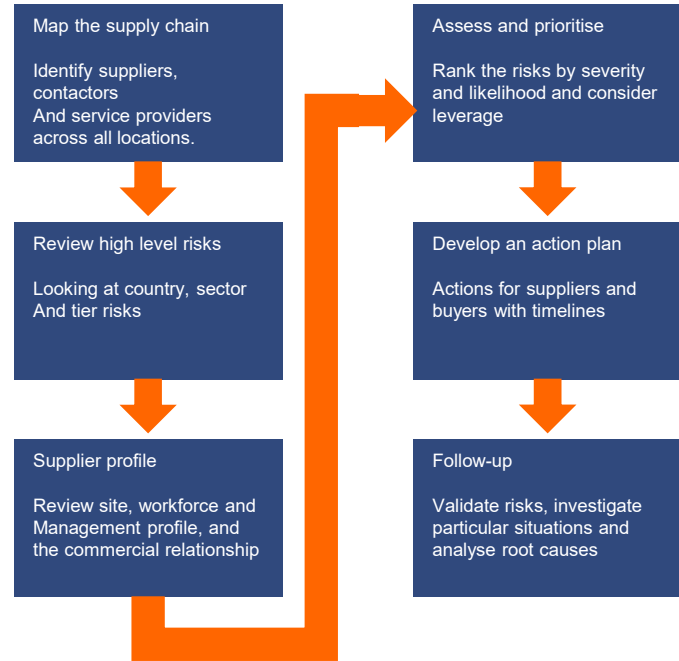 Map the supply chain
Identify suppliers,
contactors
And service providers
across all locations.
Review high level risks
Looking at country, sector
And tier risks
Supplier profile
Review site, workforce and
Management profile, and
the commercial relationship
Assess and prioritise
Rank the risks by severity
and likelihood and consider
leverage
Develop an action plan
Actions for suppliers and
buyers with timelines
Follow-up
Validate risks, investigate
particular situations and
analyse root causes